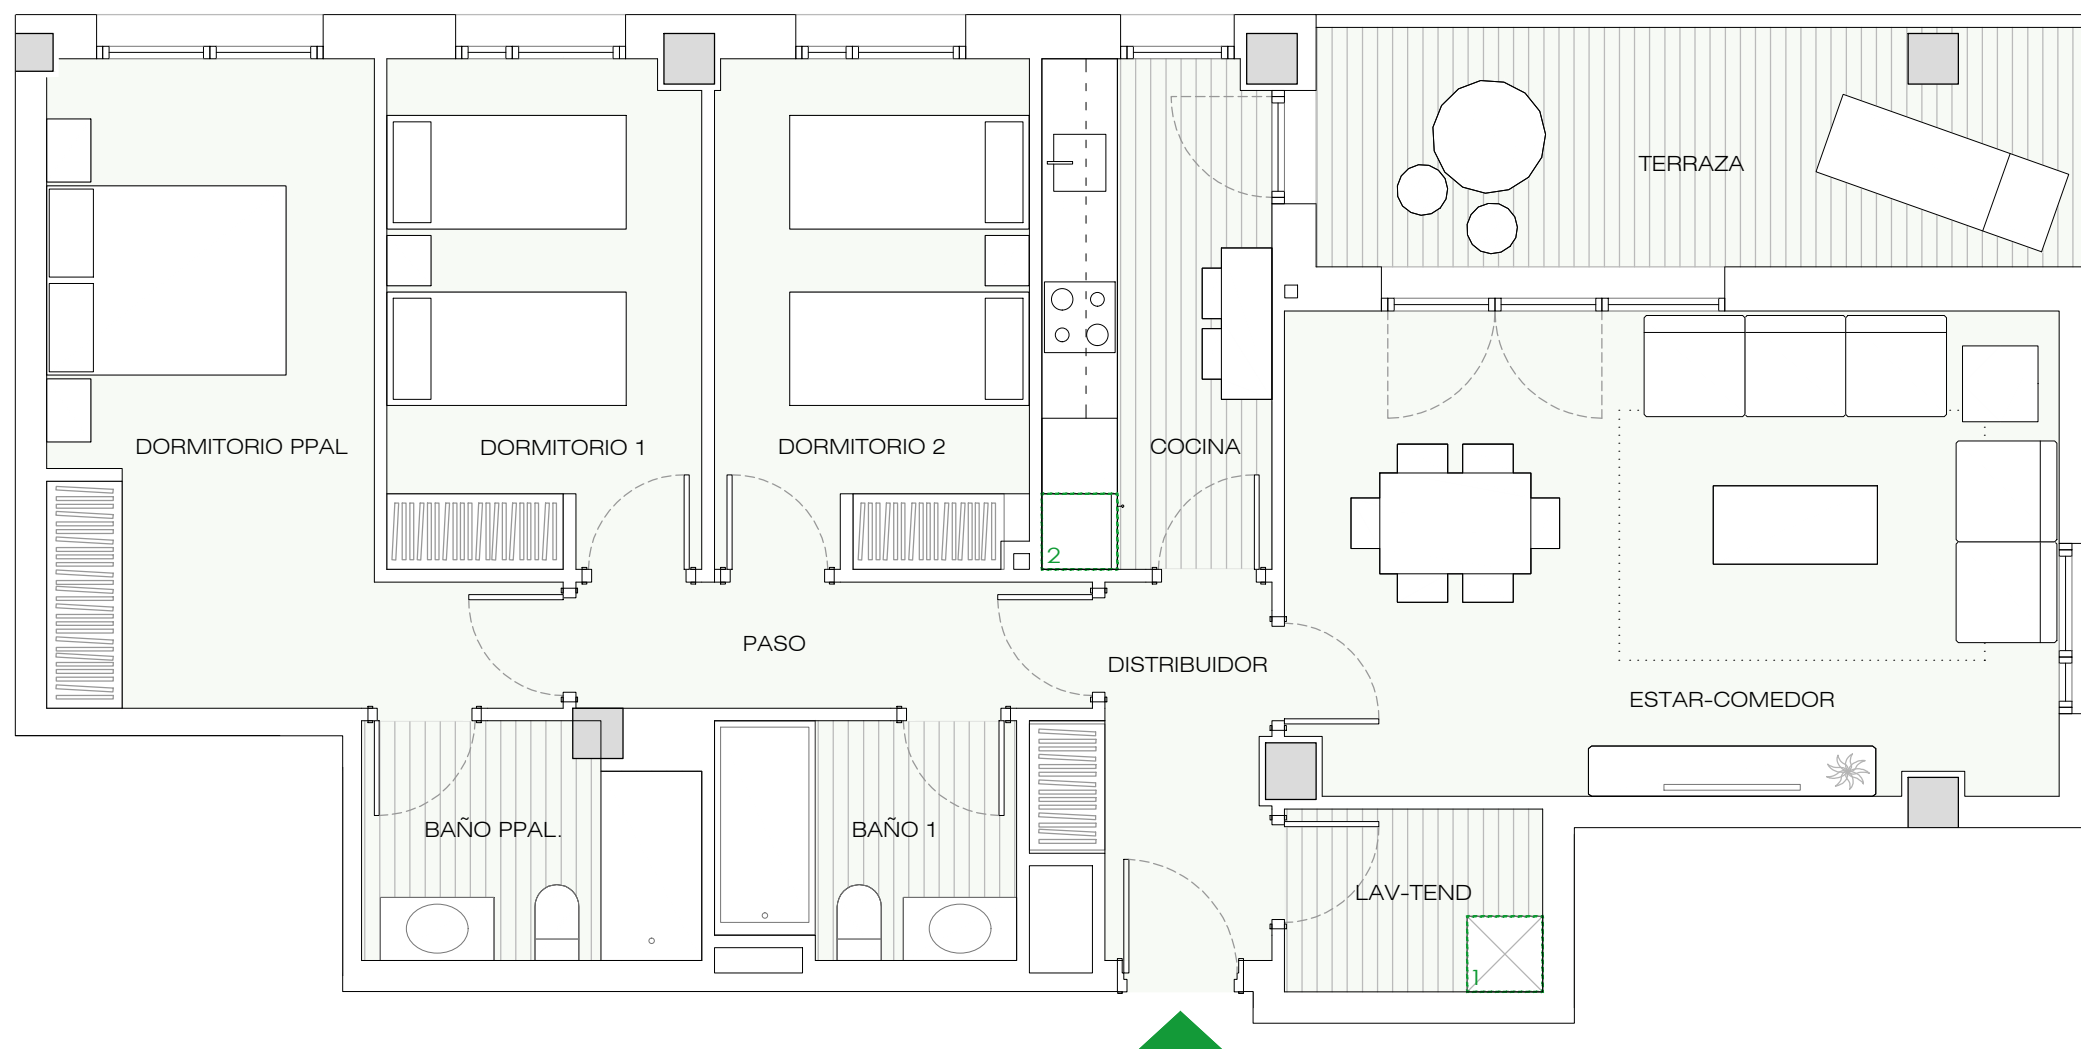 TERRAZA
DORMITORIO PPAL
DORMITORIO 1
DORMITORIO 2
COCINA
2
PASO
DISTRIBUIDOR
ESTAR-COMEDOR
BAÑO PPAL.
BAÑO 1
LAV-TEND
1